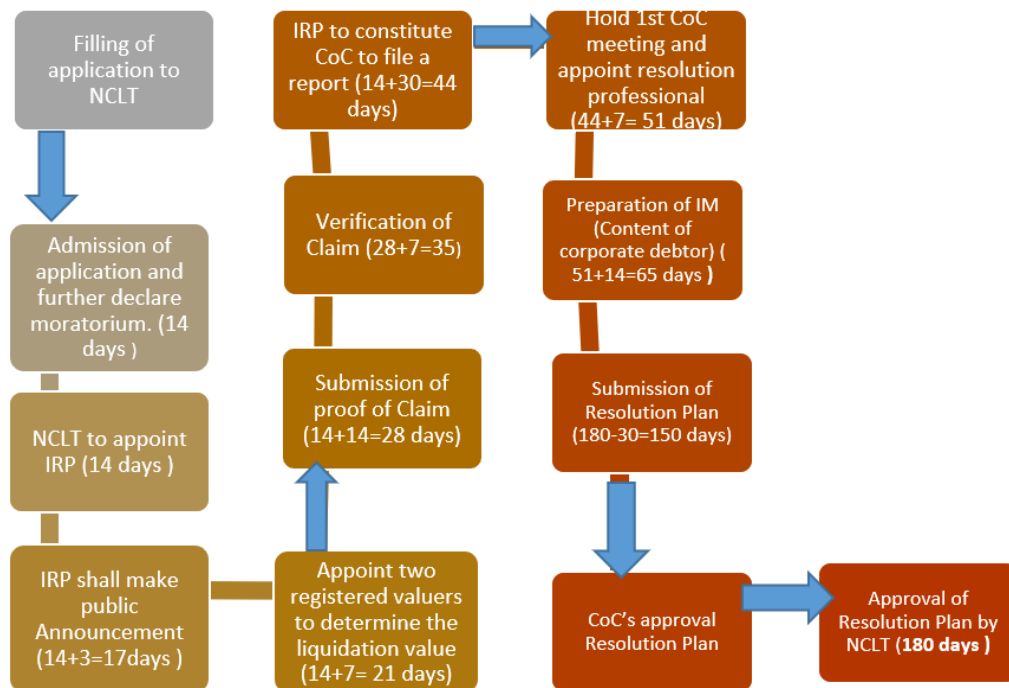 Filling of
application to
NCLT
Admission of
application and
further declare
moratorium. (14
days )
NCLT to appoint
IRP (14 days )
IRP shall make
public
Announcement
(14+3=17days )
Appoint two
registered valuers
to determine the
liquidation value
(14+7= 21 days)
Submission of
proof of Claim
(14+14=28 days)
Verification of
Claim (28+7=35)
IRP to constitute
CoC to file a
report (14+30=44
days)
Hold 1st CoC
meeting and
appoint resolution
professional
(44+7= 51 days)
Preparation of IM
(Content of
corporate debtor) (
51+14=65 days )
Submission of
Resolution Plan
(180-30=150 days)
CoC’s approval
Resolution Plan
Approval of
Resolution Plan by
NCLT (180 days )